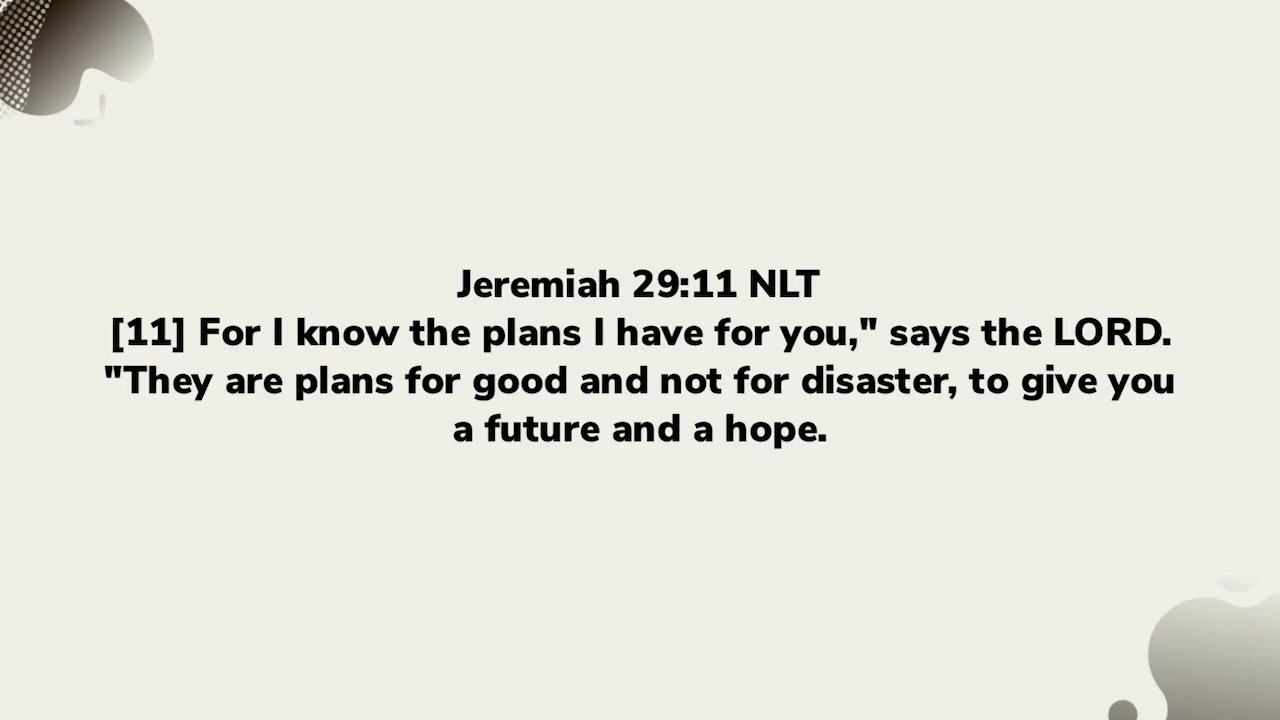 Jeremiah 29:11 NLT
[11] For I know the plans I have for you," says the LORD.
"They are plans for good and not for disaster, to give you
a future and a hope.